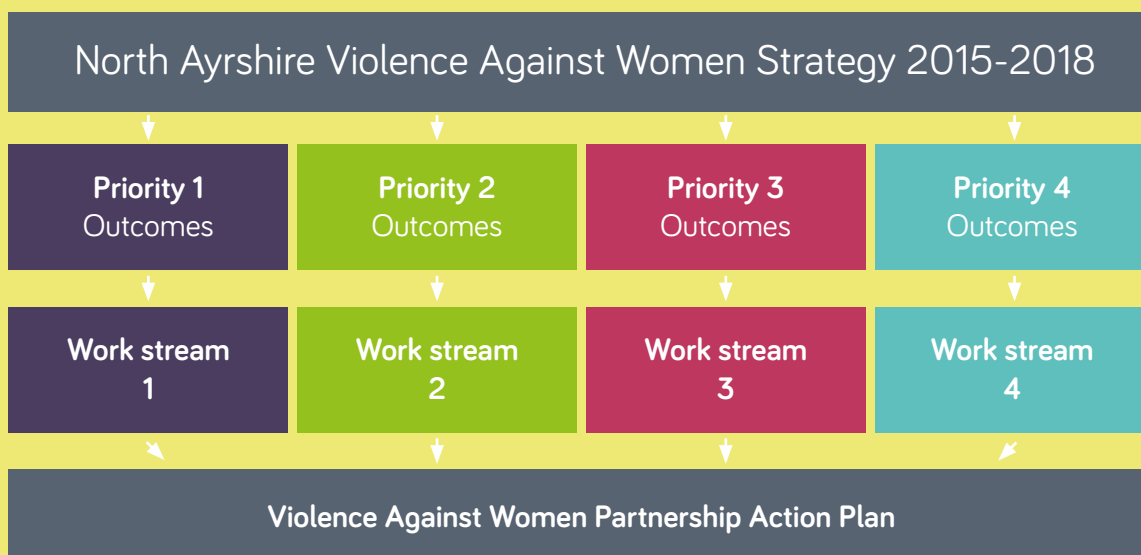 North Ayrshire Violence Against Women Strategy 2015-2018
Priority 1
Outcomes
Priority 2
Outcomes
Priority 3
Outcomes
Priority 4
Outcomes
Work stream
1
Work stream
2
Work stream
3
Work stream
4
Violence Against Women Partnership Action Plan